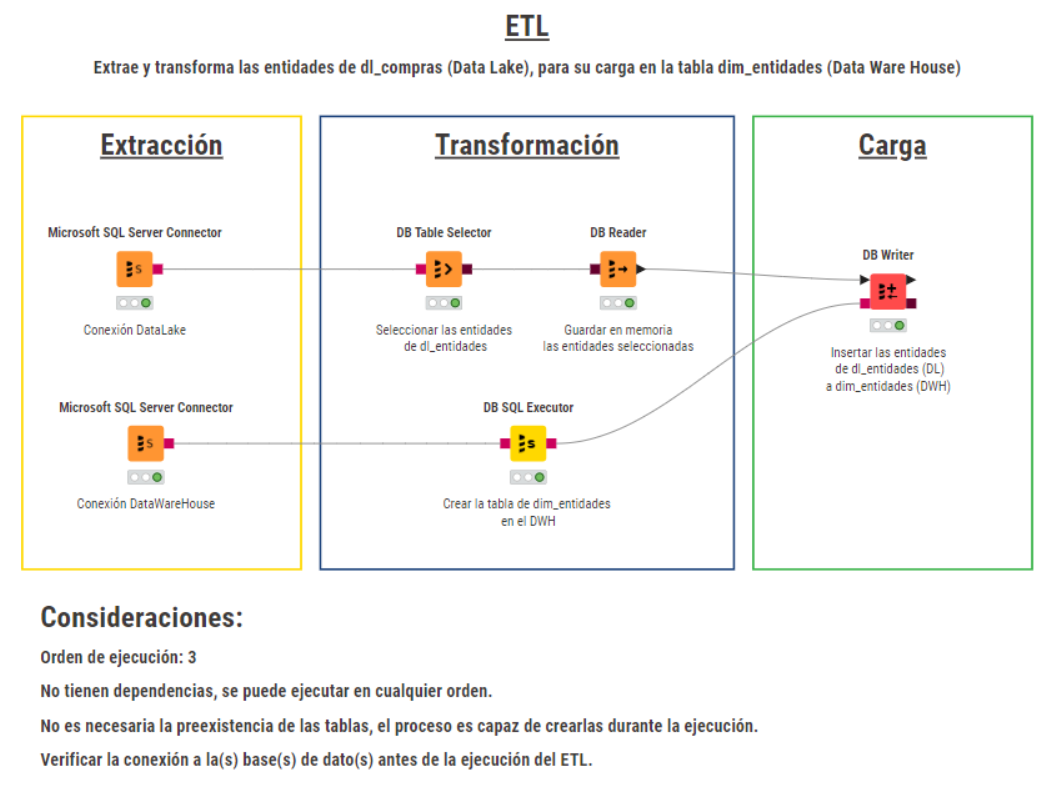 ETL
Extrae y transforma las entidades de dl_compras (Data Lake), para su carga en la tabla dim_entidades (Data Ware House)
Extracción
Microsoft SQL Server Connector
S
Conexión DataLake
Microsoft SQL Server Connector
S
Conexión DataWareHouse
Transformación
DB Table Selector
Seleccionar las entidades
de dl_entidades
DB Reader
Guardar en memoria
las entidades seleccionadas
DB SQL Executor
s
Crear la tabla de dim_entidades
en el DWH
Carga
DB Writer
Insertar las entidades
de dl_entidades (DL)
a dim_entidades (DWH)
Consideraciones:
Orden de ejecución: 3
No tienen dependencias, se puede ejecutar en cualquier orden.
No es necesaria la preexistencia de las tablas, el proceso es capaz de crearlas durante la ejecución.
Verificar la conexión a la(s) base(s) de dato(s) antes de la ejecución del ETL.